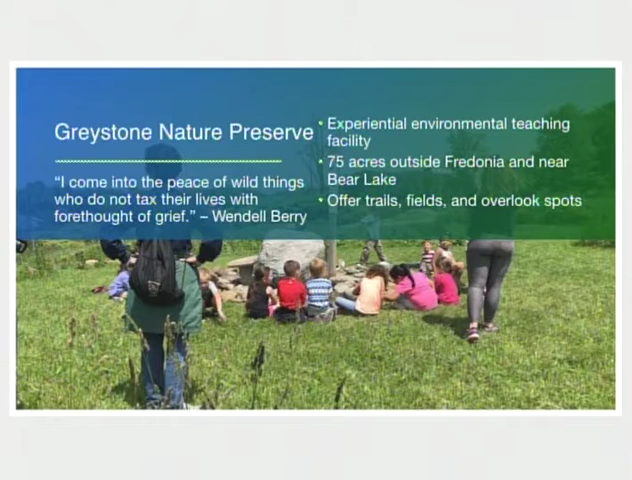 Greystone Nature Preserve
“I come into the peace of wild things
who do not tax their lives with
forethought of grief.” – Wendell Berry
• Experiential environmental teaching
facility
• 75 acres outside Fredonia and near
Bear Lake
• Offer trails, fields, and overlook spots